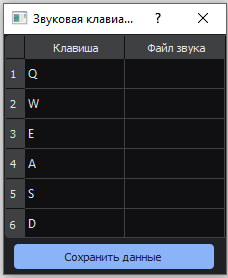 Звуковая клавиа... ?
Клавиша Файл звука
1 Q
2 W
3 E
4 A
5 S
6 D
Сохранить данные